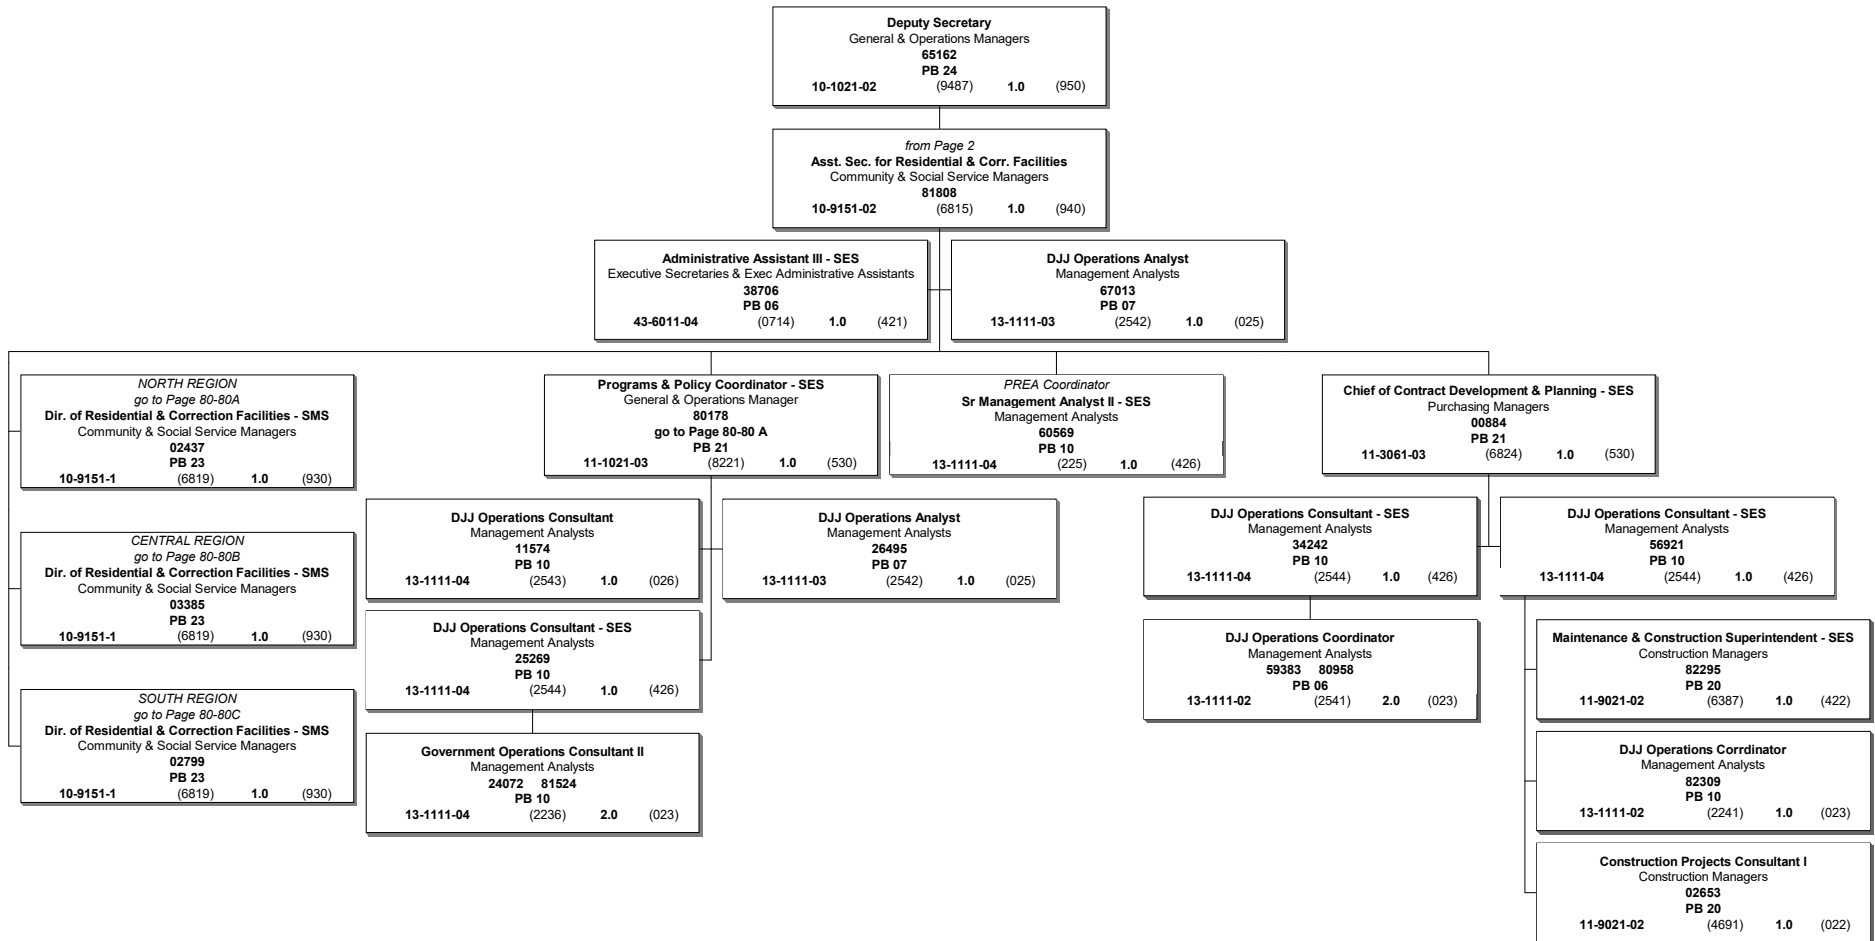 Deputy Secretary
General & Operations Managers
65162
PB 24
10-1021-02 (9487) 1.0 (950)
from Page 2
Asst. Sec. for Residential & Corr. Facilities
Community & Social Service Managers
81808
10-9151-02 (6815) 1.0 (940)
Administrative Assistant III - SES
Executive Secretaries & Exec Administrative Assistants
38706
PB 06
43-6011-04 (0714) 1.0 (421)
DJJ Operations Analyst
Management Analysts
67013
PB 07
13-1111-03 (2542) 1.0 (025)
NORTH REGION
go to Page 80-80A
Dir. of Residential & Correction Facilities - SMS
Community & Social Service Managers
02437
PB 23
10-9151-1 (6819) 1.0 (930)
CENTRAL REGION
go to Page 80-80B
Dir. of Residential & Correction Facilities - SMS
Community & Social Service Managers
03385
PB 23
10-9151-1 (6819) 1.0 (930)
SOUTH REGION
go to Page 80-80C
Dir. of Residential & Correction Facilities - SMS
Community & Social Service Managers
02799
PB 23
10-9151-1 (6819) 1.0 (930)
Programs & Policy Coordinator - SES
General & Operations Manager
80178
go to Page 80-80 A
PB 21
11-1021-03 (8221) 1.0 (530)
DJJ Operations Consultant
Management Analysts
11574
PB 10
13-1111-04 (2543) 1.0 (026)
DJJ Operations Analyst
Management Analysts
26495
PB 07
13-1111-03 (2542) 1.0 (025)
DJJ Operations Consultant - SES
Management Analysts
25269
PB 10
13-1111-04 (2544) 1.0 (426)
Government Operations Consultant II
Management Analysts
24072 81524
PB 10
13-1111-04 (2236) 2.0 (023)
PREA Coordinator
Sr Management Analyst II - SES
Management Analysts
60569
PB 10
13-1111-04 (225) 1.0 (426)
Chief of Contract Development & Planning - SES
Purchasing Managers
00884
PB 21
11-3061-03 (6824) 1.0 (530)
DJJ Operations Consultant - SES
Management Analysts
34242
PB 10
13-1111-04 (2544) 1.0 (426)
DJJ Operations Coordinator
Management Analysts
59383 80958
PB 06
13-1111-02 (2541) 2.0 (023)
DJJ Operations Consultant - SES
Management Analysts
56921
PB 10
13-1111-04 (2544) 1.0 (426)
Maintenance & Construction Superintendent - SES
Construction Managers
82295
PB 20
11-9021-02 (6387) 1.0 (422)
DJJ Operations Corrdinator
Management Analysts
82309
PB 10
13-1111-02 (2241) 1.0 (023)
Construction Projects Consultant I
Construction Managers
02653
PB 20
11-9021-02 (4691) 1.0 (022)